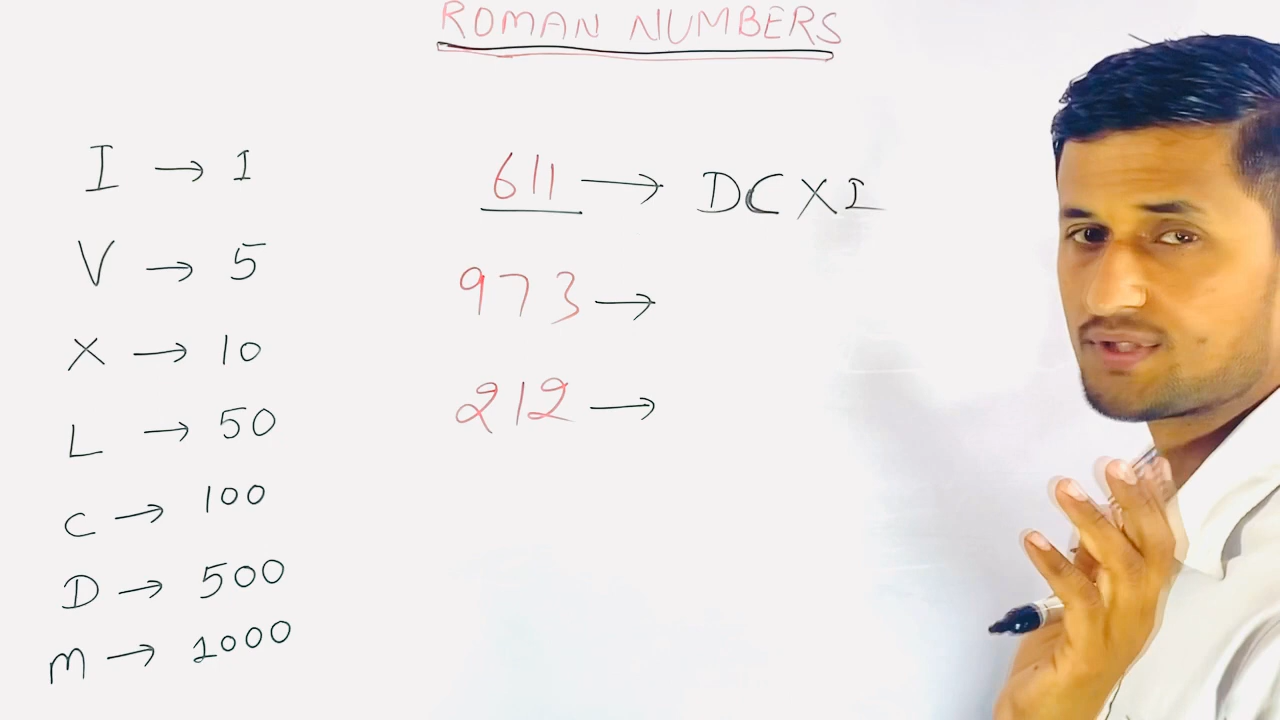 ROMAN NUMBERS
I → 1
V → 5
X → 10
L → 50
C → 100
D → 500
M → 1000
611 → DCXI
973 →
212 →